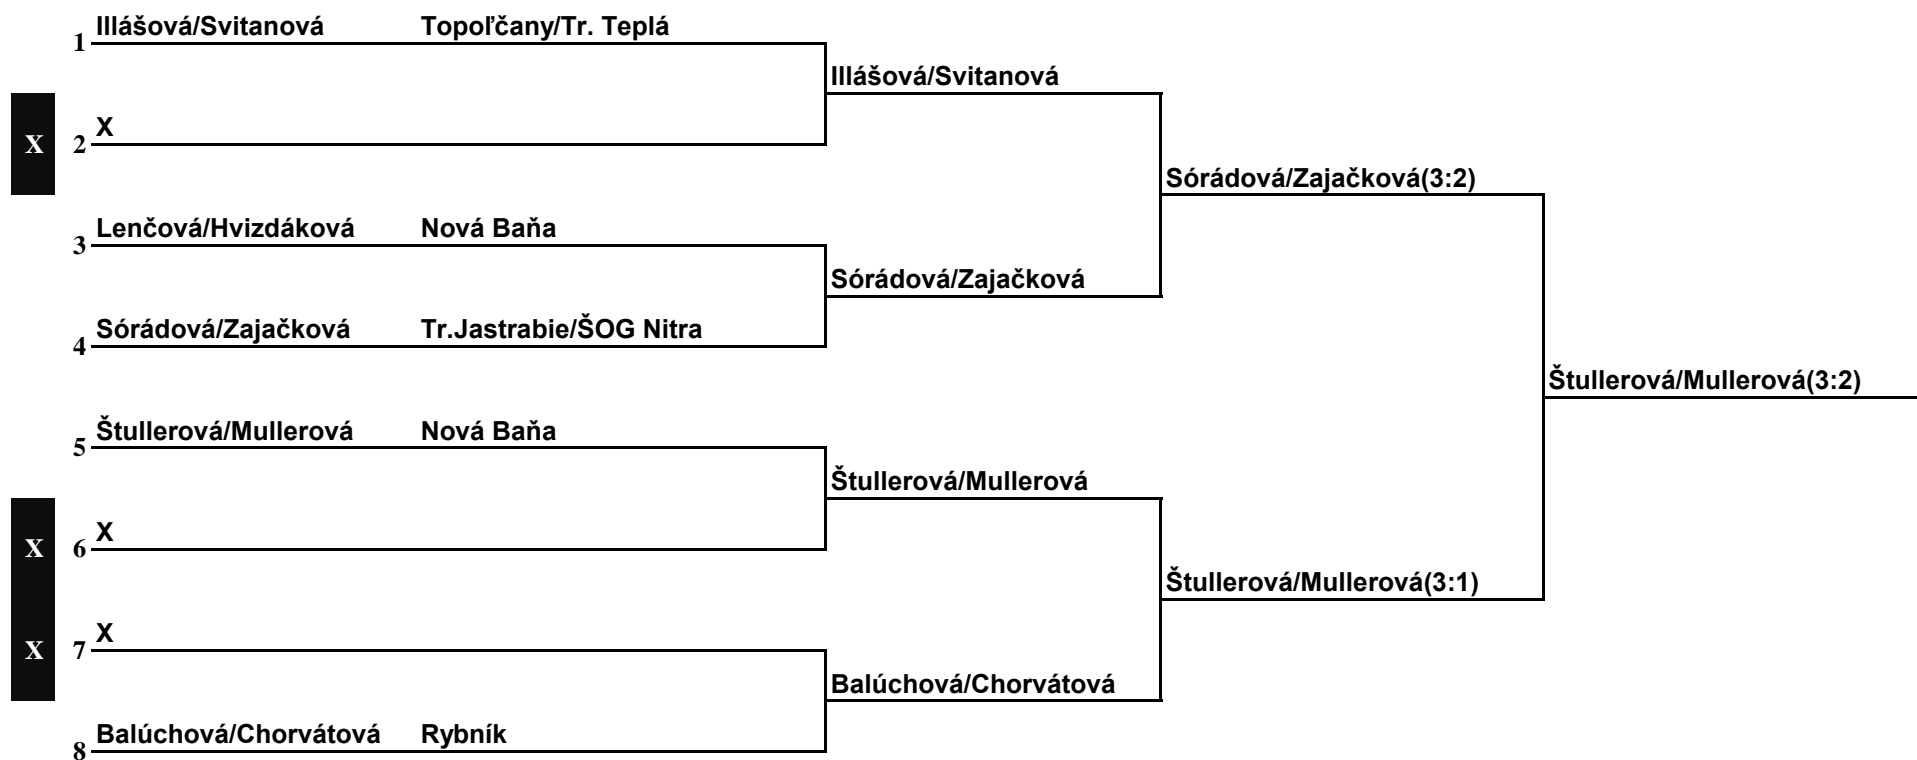 1 Illášová/Svitanová Topoľčany/Tr. Teplá
Illášová/Svitanová
X 2 X
Sórádová/Zajačková(3:2)
3 Lenčová/Hvizdáková Nová Baňa
Sórádová/Zajačková
4 Sórádová/Zajačková Tr.Jastrabie/ŠOG Nitra
Štullerová/Mullerová(3:2)
5 Štullerová/Mullerová Nová Baňa
Štullerová/Mullerová
X 6 X
Štullerová/Mullerová(3:1)
X 7 X
Balúchová/Chorvátová
8 Balúchová/Chorvátová Rybník